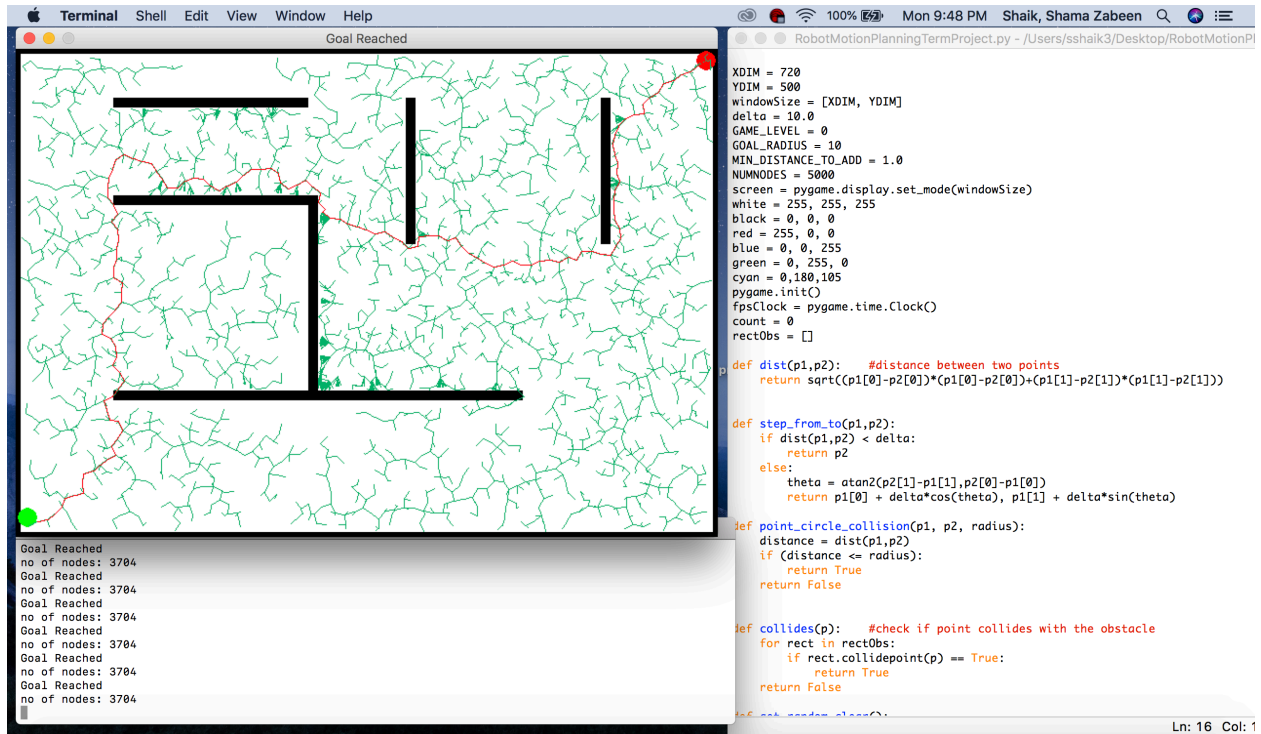 Terminal Shell Edit View Window Help 100% Mon 9:48 PM Shaik, Shama Zabeen
Goal Reached
RobotMotionPlanningTermProject.py - /Users/sshaik3/Desktop/RobotMotionPl
XDIM = 720
YDIM = 500
windowSize = [XDIM, YDIM]
delta = 10.0
GAME_LEVEL = 0
GOAL_RADIUS = 10
MIN_DISTANCE_TO_ADD = 1.0
NUMNODES = 5000
screen = pygame.display.set_mode(windowSize)
white = 255, 255, 255
black = 0, 0, 0
red = 255, 0, 0
blue = 0, 0, 255
green = 0, 255, 0
cyan = 0,180,105
pygame.init()
fpsClock = pygame.time.Clock()
count = 0
rectObs = []
def dist(p1,p2): #distance between two points
return sqrt((p1[0]-p2[0])*(p1[0]-p2[0])+(p1[1]-p2[1])*(p1[1]-p2[1]))
def step_from_to(p1,p2):
if dist(p1,p2) < delta:
return p2
else:
theta = atan2(p2[1]-p1[1],p2[0]-p1[0])
return p1[0] + delta*cos(theta), p1[1] + delta*sin(theta)
def point_circle_collision(p1, p2, radius):
distance = dist(p1,p2)
if (distance <= radius):
return True
return False
def collides(p): #check if point collides with the obstacle
for rect in rectObs:
if rect.collidepoint(p) == True:
return True
return False
Ln: 16 Col: 1
Goal Reached
no of nodes: 3704
Goal Reached
no of nodes: 3704
Goal Reached
no of nodes: 3704
Goal Reached
no of nodes: 3704
Goal Reached
no of nodes: 3704
Goal Reached
no of nodes: 3704